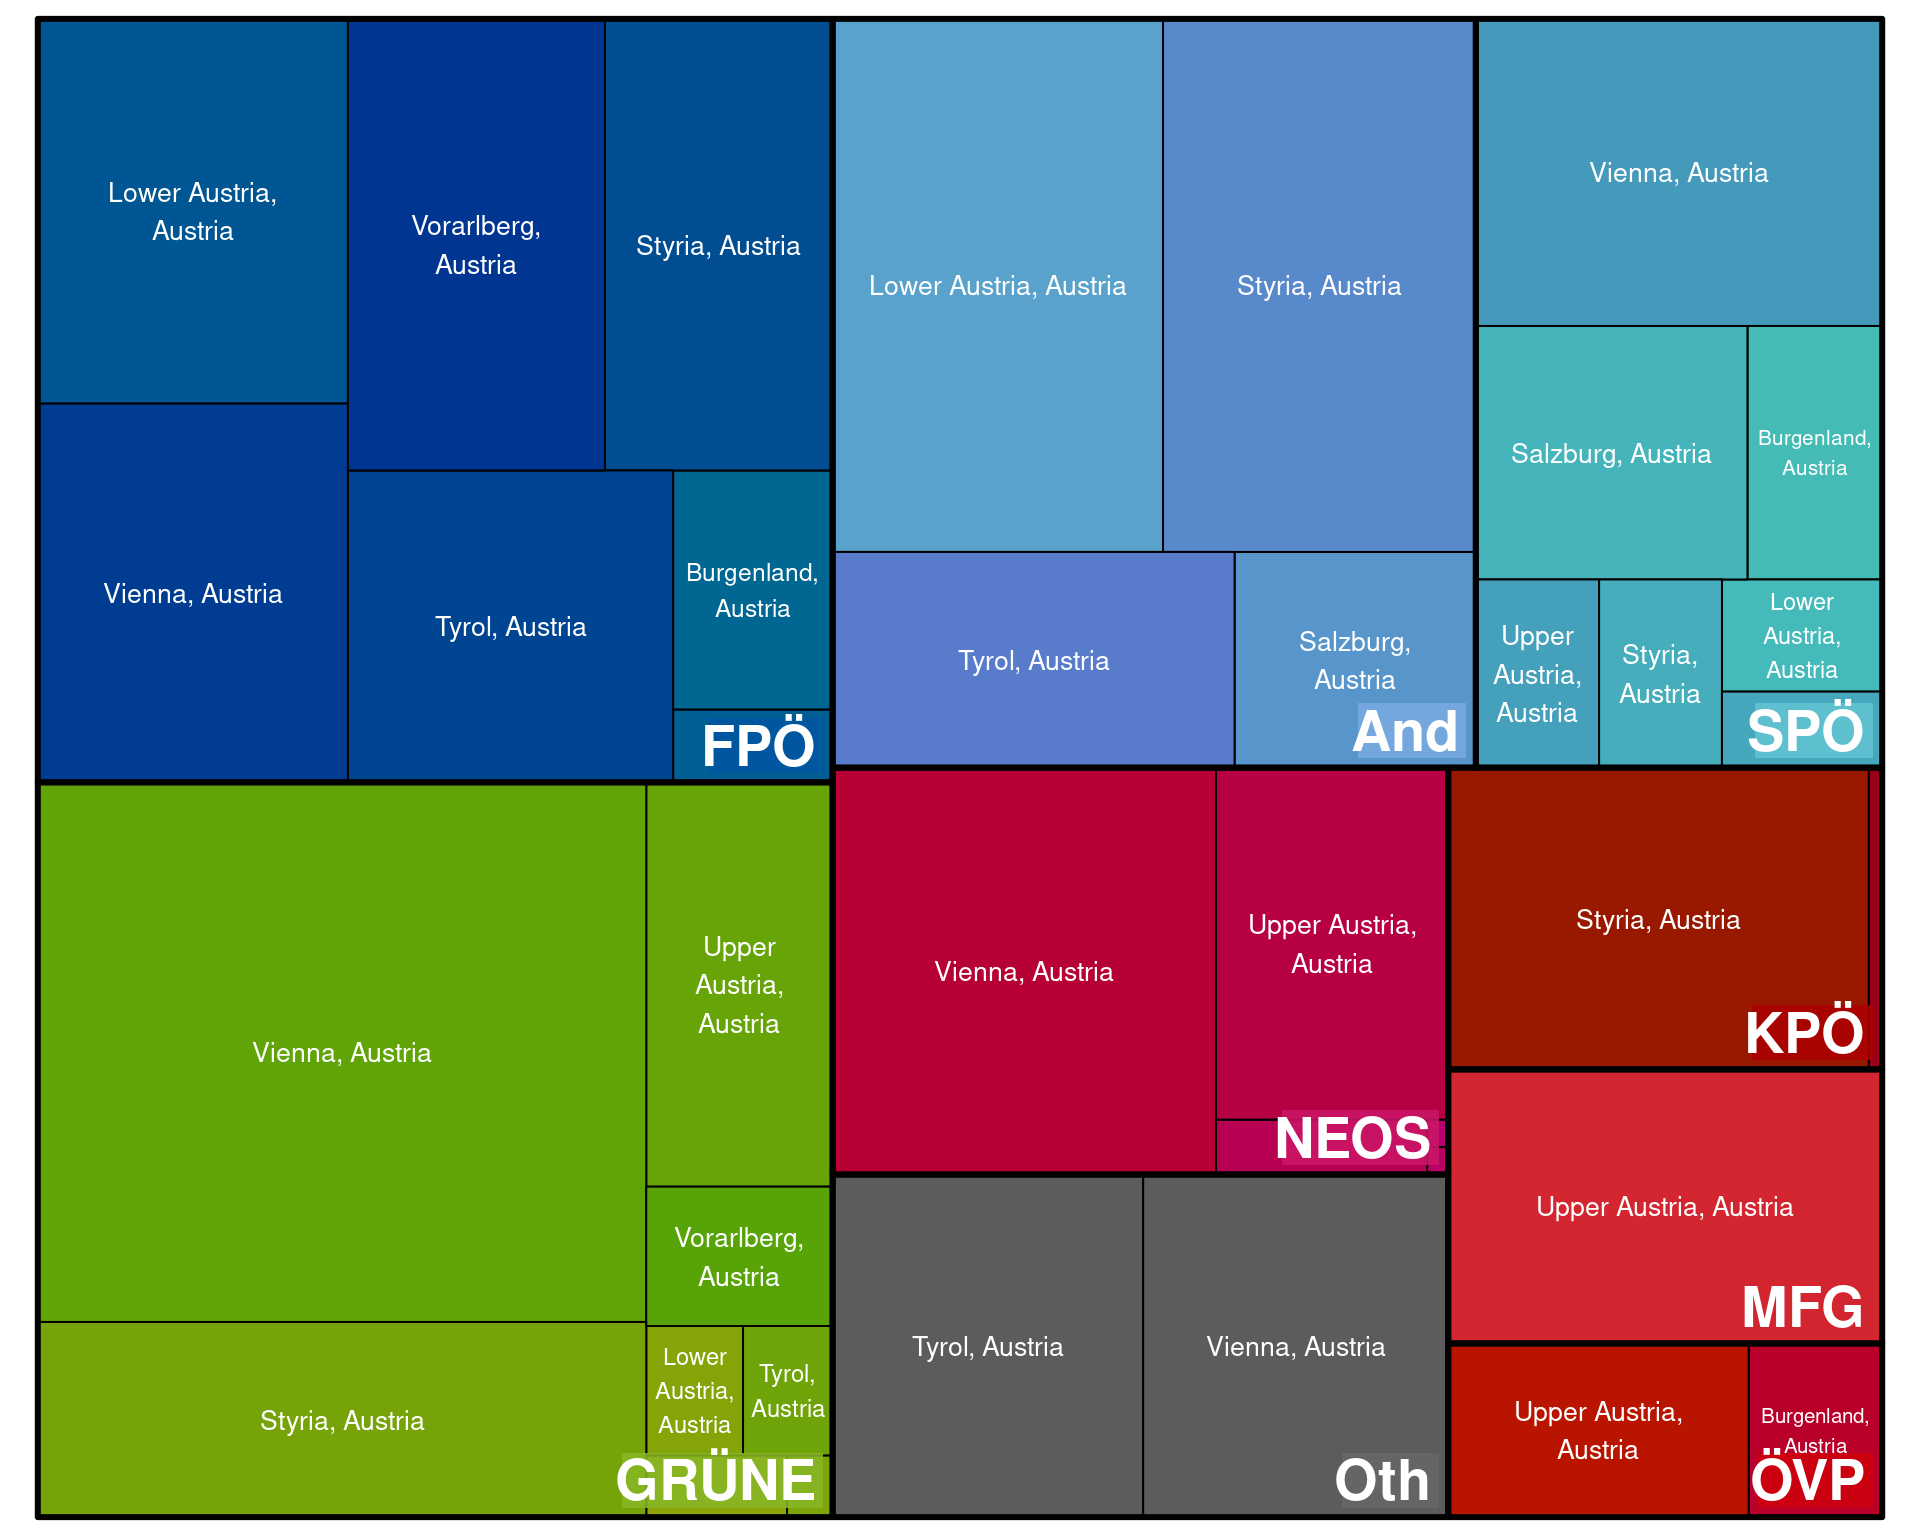 Lower Austria,
Austria
Vorarlberg,
Austria
Styria, Austria
Vienna, Austria
Tyrol, Austria
Burgenland,
Austria
FPÖ
Lower Austria, Austria
Styria, Austria
Tyrol, Austria
Salzburg,
Austria
And
Vienna, Austria
Salzburg, Austria
Burgenland,
Austria
Upper
Austria,
Austria
Styria,
Austria
Lower
Austria,
Austria
SPÖ
Vienna, Austria
Upper
Austria,
Austria
Vorarlberg,
Austria
Styria, Austria
Lower
Austria,
Austria
Tyrol,
Austria
GRÜNE
Vienna, Austria
Upper Austria,
Austria
NEOS
Styria, Austria
KPÖ
Upper Austria, Austria
MFG
Tyrol, Austria
Vienna, Austria
Oth
Upper Austria,
Austria
Burgenland,
Austria
ÖVP